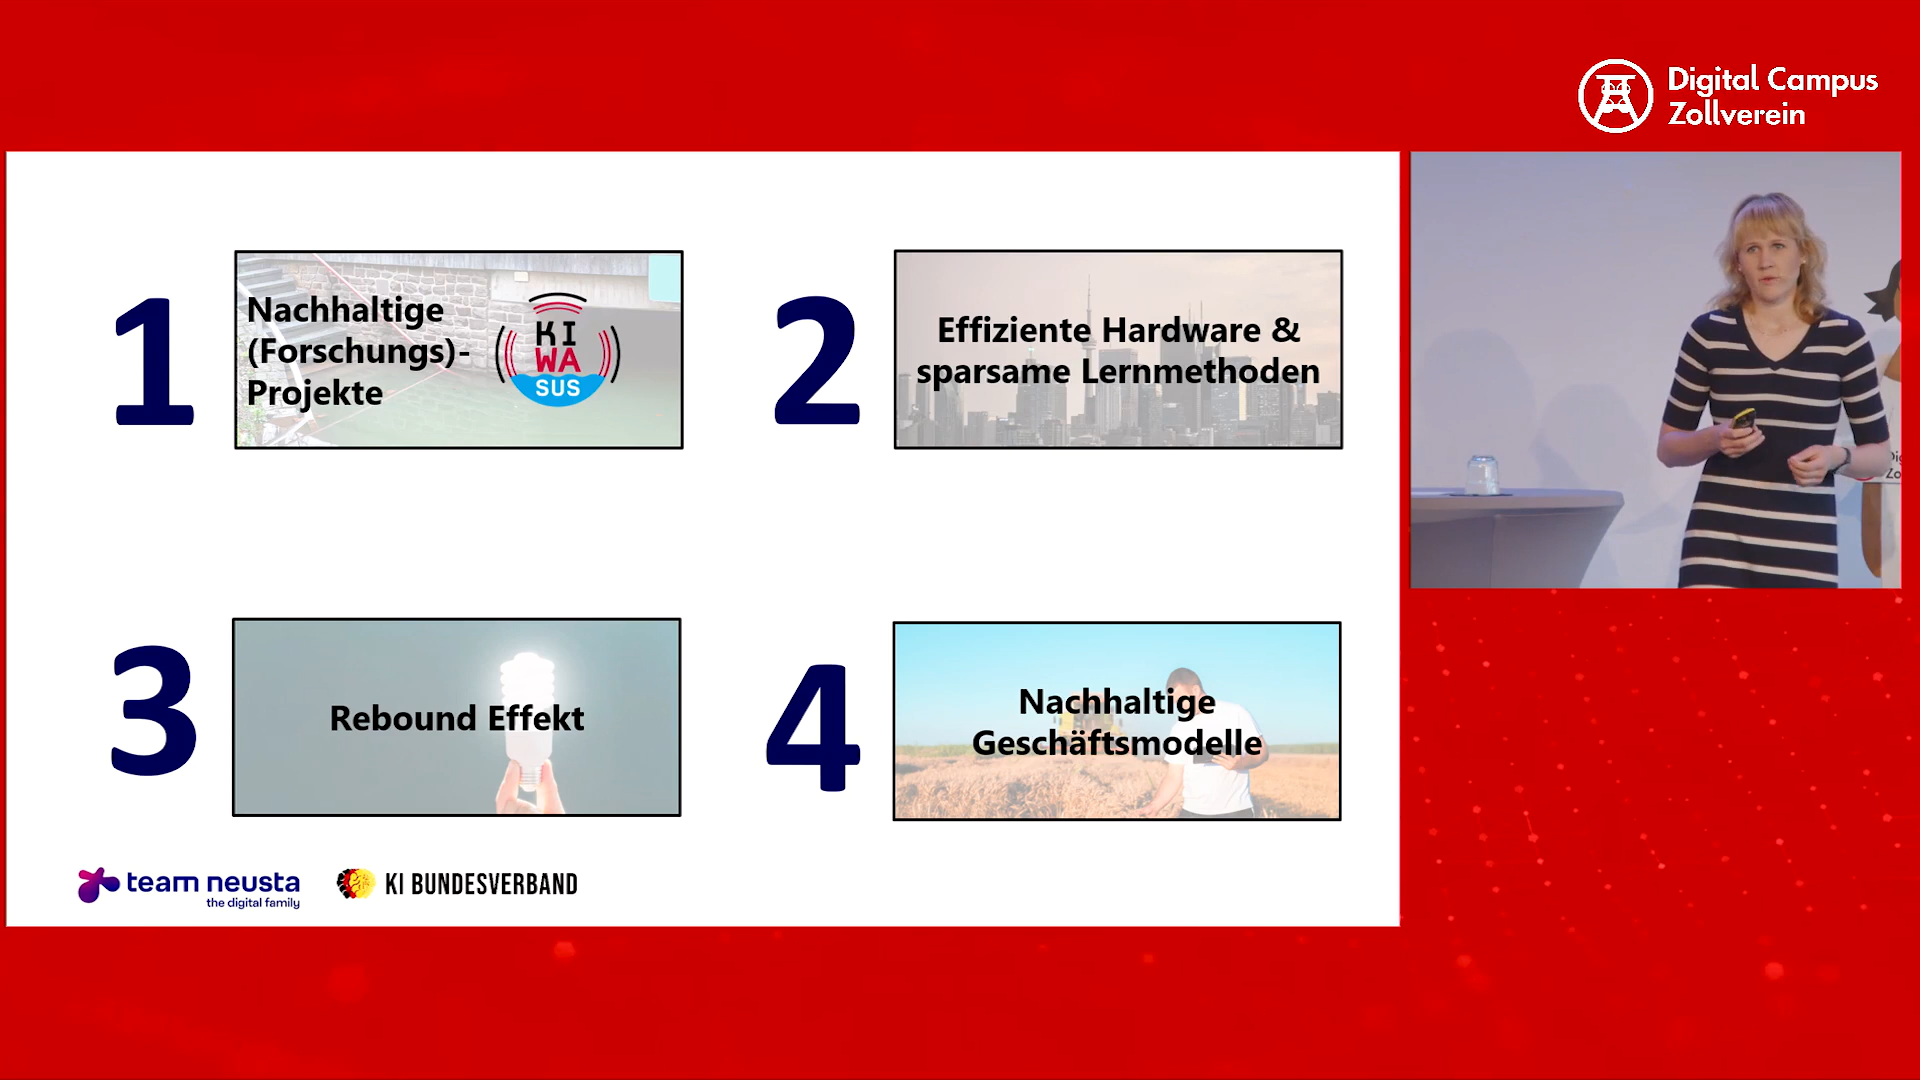 Digital Campus
Zollverein
1
Nachhaltige
(Forschungs)-
Projekte
KI
WA
SUS
2
Effiziente Hardware &
sparsame Lernmethoden
3
Rebound Effekt
4
Nachhaltige
Geschäftsmodelle
team neusta
the digital family
KI BUNDESVERBAND